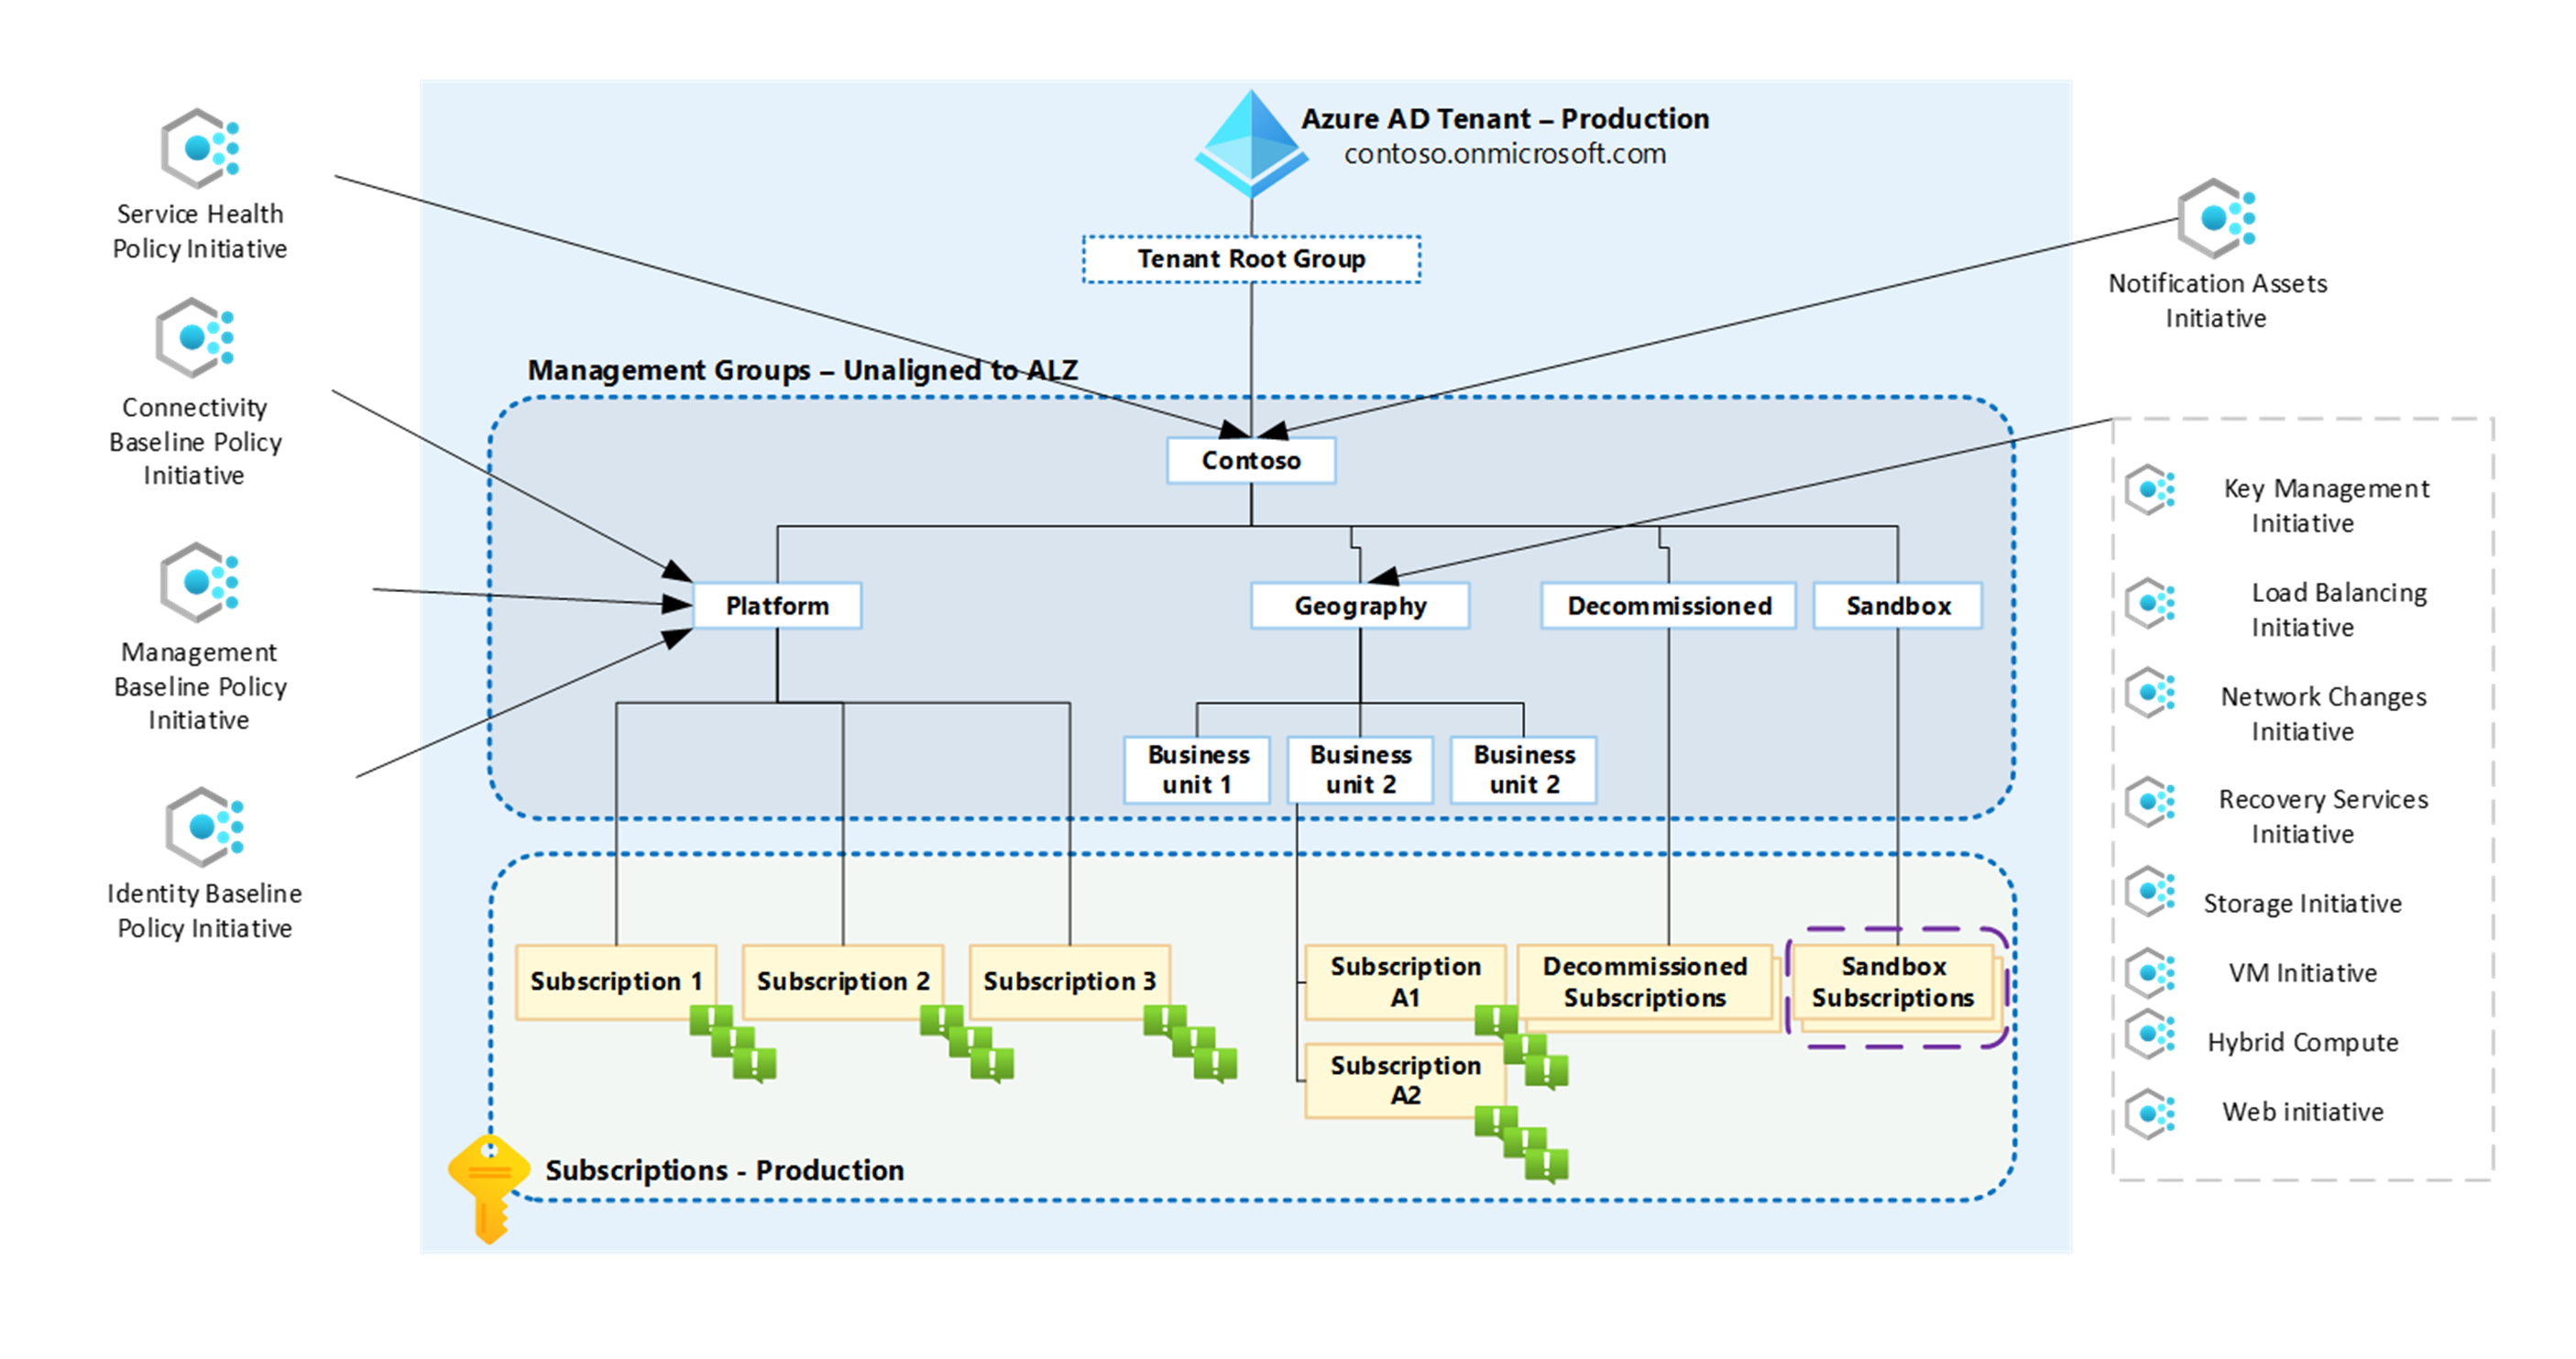 Azure AD Tenant – Production
contoso.onmicrosoft.com
Tenant Root Group
Service Health
Policy Initiative
Connectivity
Baseline Policy
Initiative
Management
Baseline Policy
Initiative
Identity Baseline
Policy Initiative
Management Groups – Unaligned to ALZ
Contoso
Platform
Geography
Decommissioned
Sandbox
Business
unit 1
Business
unit 2
Business
unit 2
Subscription 1
Subscription 2
Subscription 3
Subscription
A1
Subscription
A2
Decommissioned
Subscriptions
Sandbox
Subscriptions
Subscriptions - Production
Notification Assets
Initiative
Key Management
Initiative
Load Balancing
Initiative
Network Changes
Initiative
Recovery Services
Initiative
Storage Initiative
VM Initiative
Hybrid Compute
Web initiative